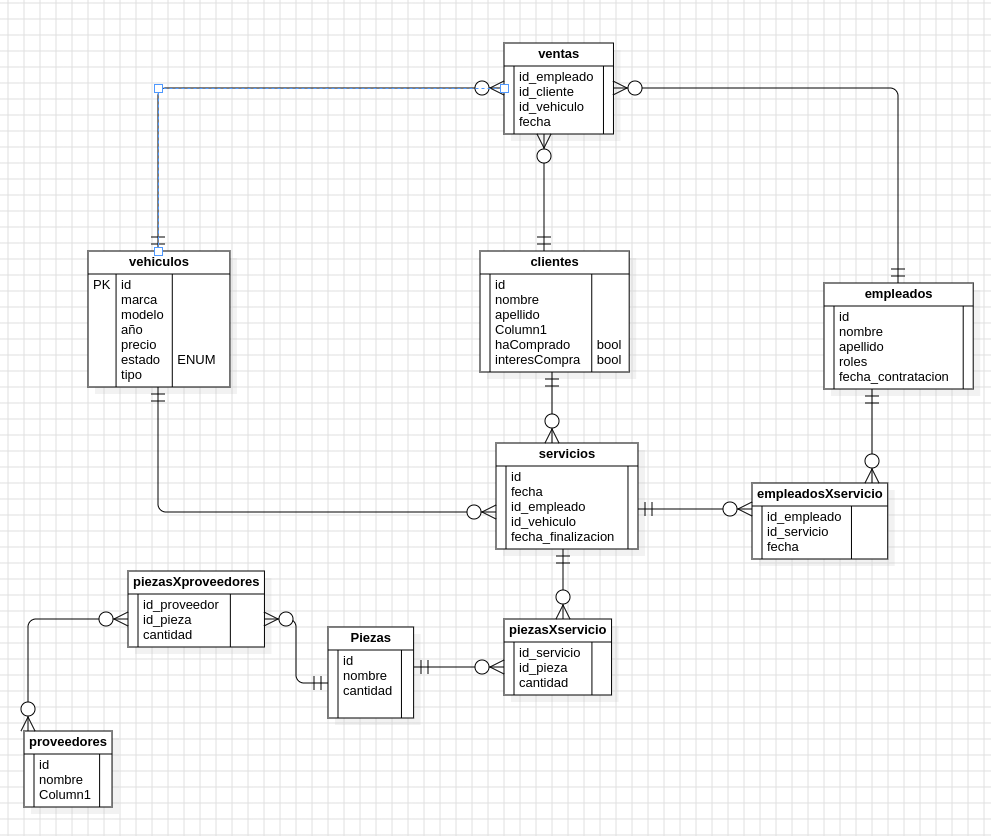 ventas
id_empleado
id_cliente
id_vehiculo
fecha
vehiculos
PK id
marca
modelo
año
precio
estado ENUM
tipo
clientes
id
nombre
apellido
Column1
haComprado bool
interesCompra bool
empleados
id
nombre
apellido
roles
fecha_contratacion
servicios
id
fecha
id_empleado
id_vehiculo
fecha_finalizacion
empleadosXservicio
id_empleado
id_servicio
fecha
piezasXproveedores
id_proveedor
id_pieza
cantidad
Piezas
id
nombre
cantidad
piezasXservicio
id_servicio
id_pieza
cantidad
proveedores
id
nombre
Column1